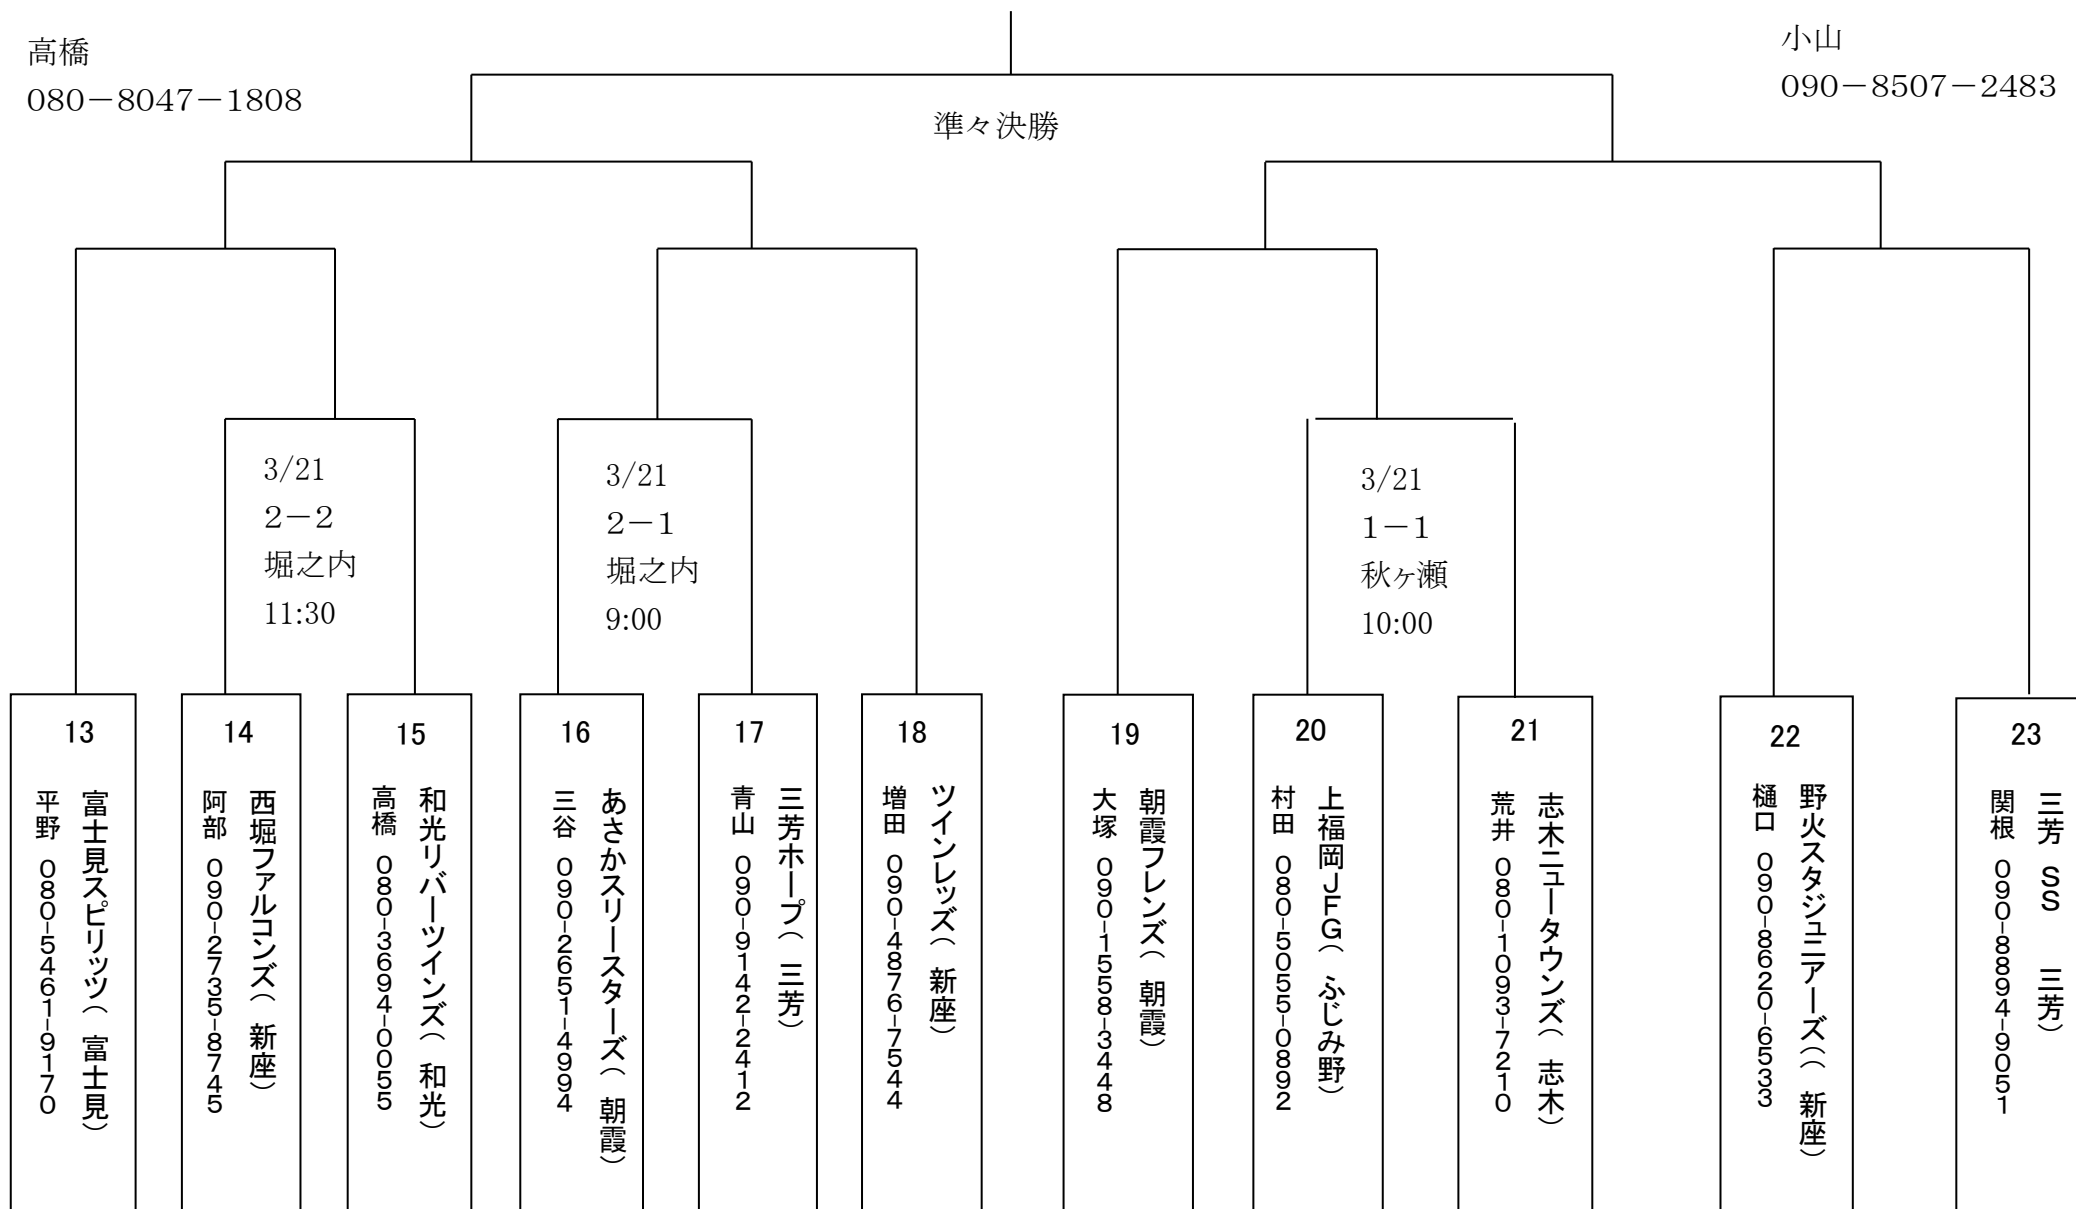 高橋
080－8047－1808
小山
090－8507－2483
準々決勝
3/21
２－２
堀之内
11:30
3/21
２－１
堀之内
9:00
3/21
１－１
秋ヶ瀬
10:00
13
富士見スピリッツ（ 富士見）
平野 ０８０-５４６１-９１７０
14
西堀ファルコンズ（ 新座）
阿部 ０９０-２７３５-８７４５
15
和光リバーツインズ（ 和光）
高橋 ０８０-３６９４-００５５
16
あさかスリースターズ（ 朝霞）
三谷 ０９０-２６５１-４９９４
17
三芳ホープ（ 三芳）
青山 ０９０-９１４２-２４１２
18
ツインレッズ（ 新座）
増田 ０９０-４８７６-７５４４
19
朝霞フレンズ（ 朝霞）
大塚 ０９０-１５５８-３４４８
20
上福岡ＪＦＧ（ ふじみ野）
村田 ０８０-５０５５-０８９２
21
志木ニュータウンズ（ 志木）
荒井 ０８０-１０９３-７２１０
22
野火スタジュニアーズ（（ 新座）
樋口 ０９０-８６２０-６５３３
23
三芳 ＳＳ　三芳）
関根 ０９０-８８９４-９０５１